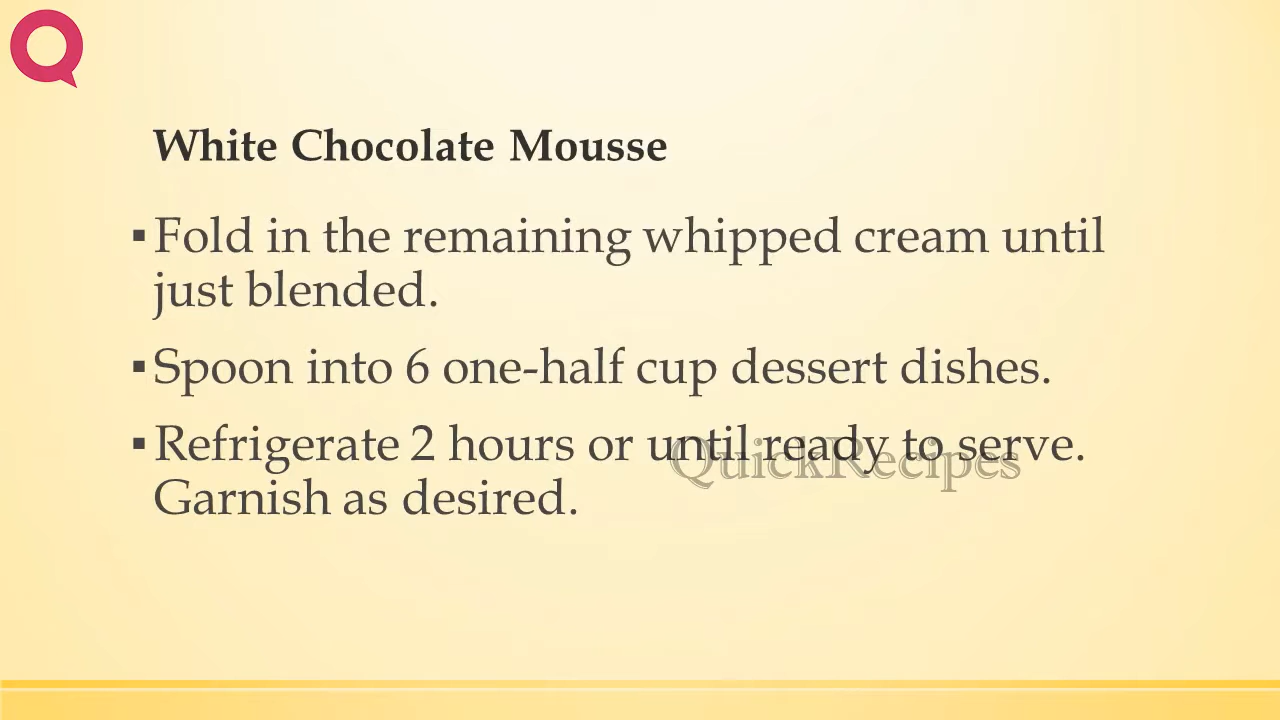 White Chocolate Mousse
▪Fold in the remaining whipped cream until
just blended.
▪Spoon into 6 one-half cup dessert dishes.
▪Refrigerate 2 hours or until ready to serve.
Garnish as desired.
QuickRecipes